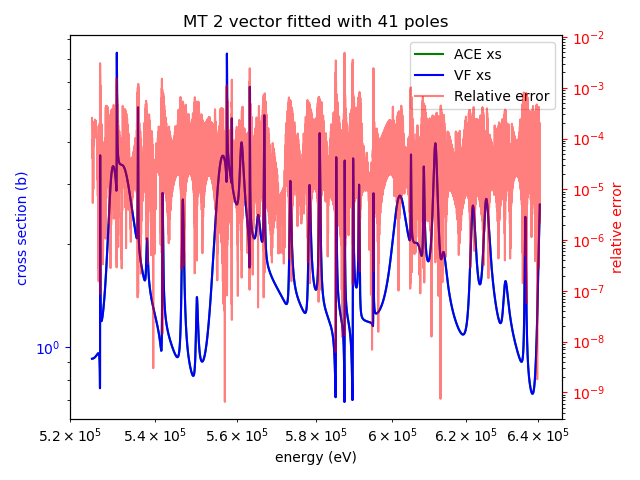 MT 2 vector fitted with 41 poles
ACE xs
VF xs
Relative error
cross section (b)
10⁰
10⁻²
10⁻³
10⁻⁴
10⁻⁵
10⁻⁶
10⁻⁷
10⁻⁸
10⁻⁹
relative error
5.2 × 10⁵ 5.4 × 10⁵ 5.6 × 10⁵ 5.8 × 10⁵ 6 × 10⁵ 6.2 × 10⁵ 6.4 × 10⁵
energy (eV)